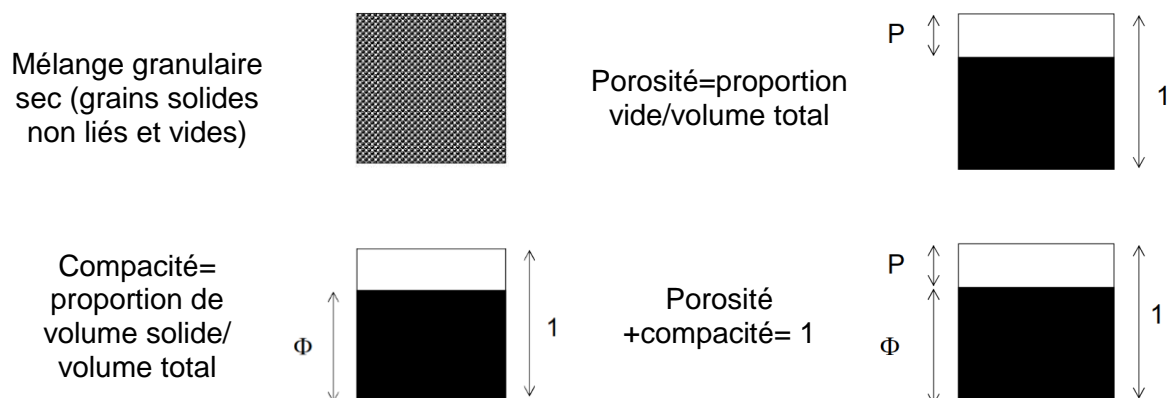 Mélange granulaire
sec (grains solides
non liés et vides)
Porosité=proportion
vide/volume total
P
1
Compacité=
proportion de
volume solide/
volume total
Φ
1
Porosité
+compacité= 1
P
Φ
1